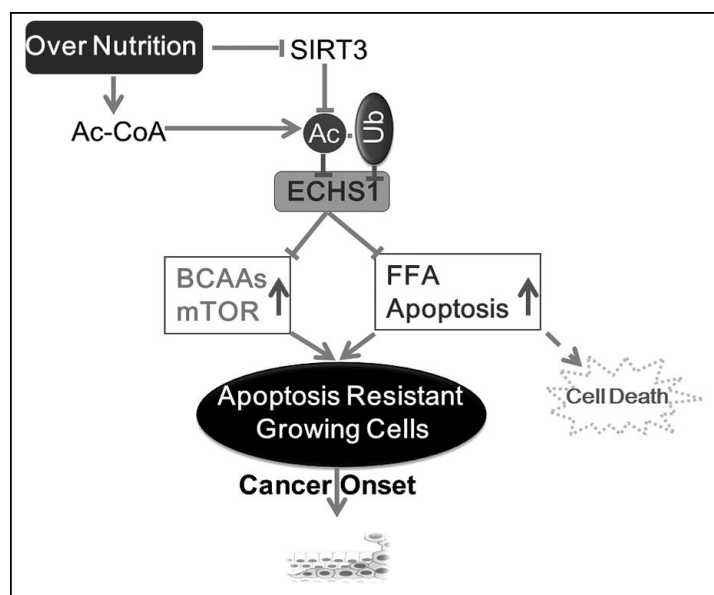 Over Nutrition
SIRT3
Ac-CoA
Ac
Ub
ECHS1
BCAAs
mTOR
FFA
Apoptosis
Cell Death
Apoptosis Resistant
Growing Cells
Cancer Onset